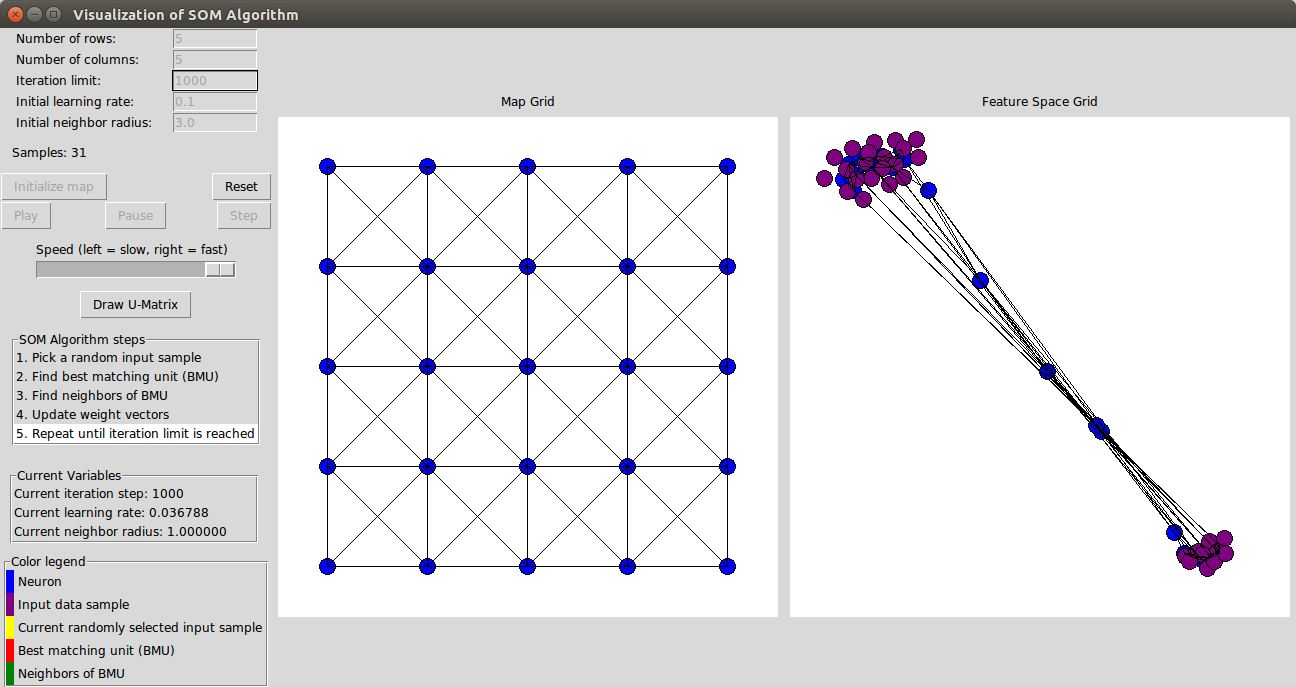 Visualization of SOM Algorithm
Number of rows: 5
Number of columns: 5
Iteration limit: 1000
Initial learning rate: 0.1
Initial neighbor radius: 3.0
Samples: 31
Initialize map Reset
Play Pause Step
Speed (left = slow, right = fast)
Draw U-Matrix
SOM Algorithm steps
1. Pick a random input sample
2. Find best matching unit (BMU)
3. Find neighbors of BMU
4. Update weight vectors
5. Repeat until iteration limit is reached
Current Variables
Current iteration step: 1000
Current learning rate: 0.036788
Current neighbor radius: 1.000000
Color legend
Neuron
Input data sample
Current randomly selected input sample
Best matching unit (BMU)
Neighbors of BMU
Map Grid
Feature Space Grid